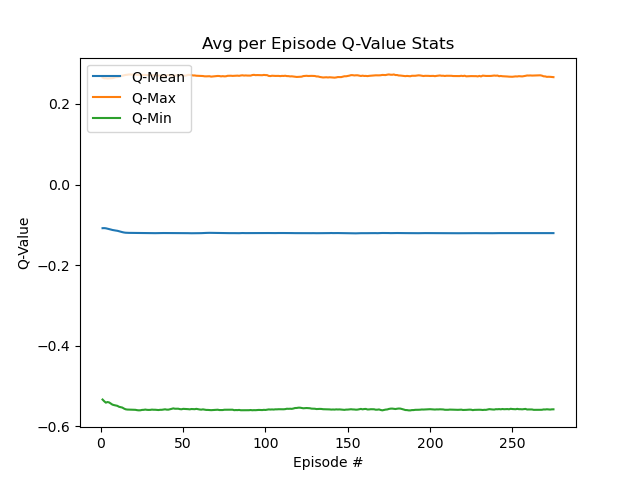 Avg per Episode Q-Value Stats
Q-Mean
Q-Max
Q-Min
0.2
0.0
−0.2
−0.4
−0.6
Q-Value
0
50
100
150
200
250
Episode #